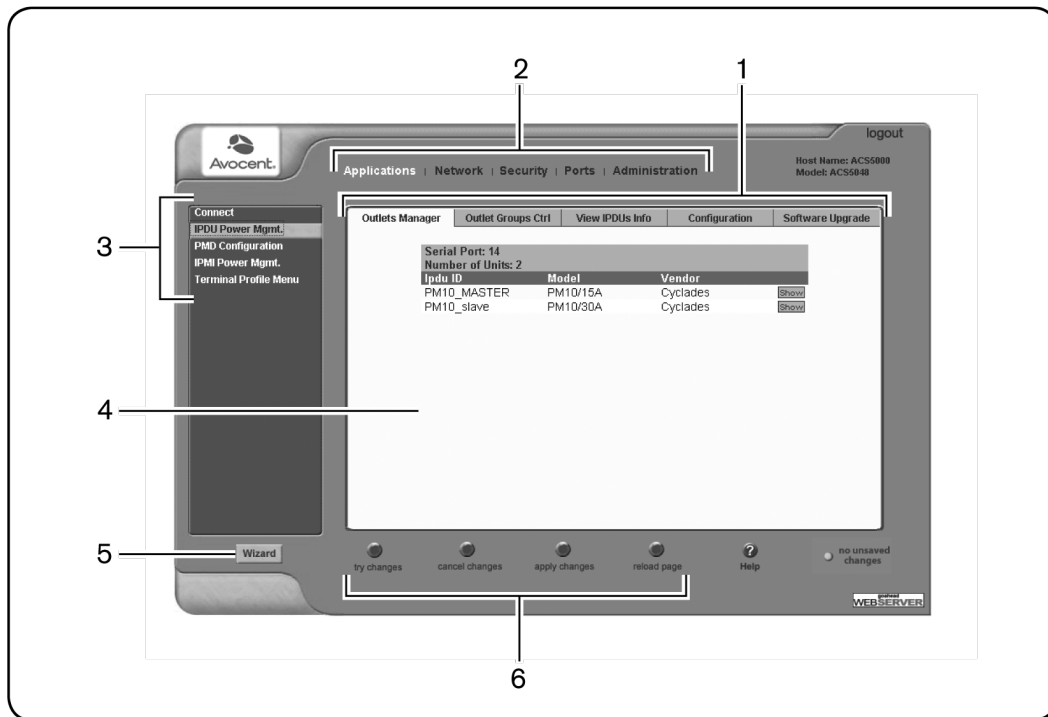 2
1
logout
Avocent.
Applications | Network | Security | Ports | Administration
Host Name: ACS5000
Model: ACS5048
3
Connect
IPDU Power Mgmt.
PMD Configuration
IPMI Power Mgmt.
Terminal Profile Menu
Outlets Manager
Outlet Groups Ctrl
View IPDUs Info
Configuration
Software Upgrade
Serial Port: 14
Number of Units: 2
Ipdu ID Model Vendor
PM10_MASTER PM10/15A Cyclades Show
PM10_slave PM10/30A Cyclades Show
4
5
Wizard
try changes
cancel changes
apply changes
reload page
?
Help
no unsaved
changes
goahead
WEBSERVER
6